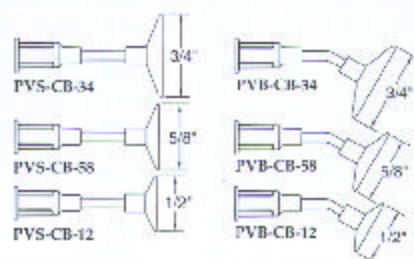 3/4"
PVS-CB-34
3/4"
PVB-CB-34
5/8"
PVS-CB-58
5/8"
PVB-CB-58
1/2"
PVS-CB-12
1/2"
PVB-CB-12